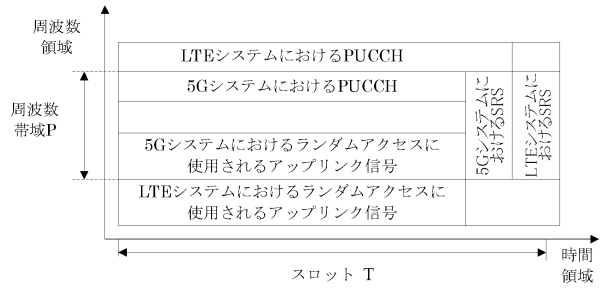 周波数
領域
LTEシステムにおけるPUCCH
5GシステムにおけるPUCCH
周波数
帯域P
5Gシステムにおけるランダムアクセスに
使用されるアップリンク信号
5Gシステムに
おけるSRS
LTEシステムに
おけるSRS
LTEシステムにおけるランダムアクセスに
使用されるアップリンク信号
スロット T
時間
領域